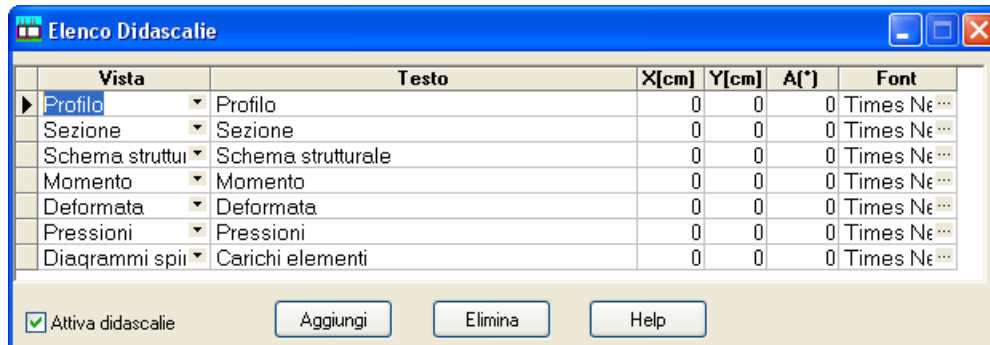 Elenco Didascalie
Vista Testo X[cm] Y[cm] A(°) Font
Profilo Profilo 0 0 0 Times Ne ...
Sezione Sezione 0 0 0 Times Ne ...
Schema struttur Schema strutturale 0 0 0 Times Ne ...
Momento Momento 0 0 0 Times Ne ...
Deformata Deformata 0 0 0 Times Ne ...
Pressioni Pressioni 0 0 0 Times Ne ...
Diagrammi spin Carichi elementi 0 0 0 Times Ne ...
Attiva didascalie Aggiungi Elimina Help